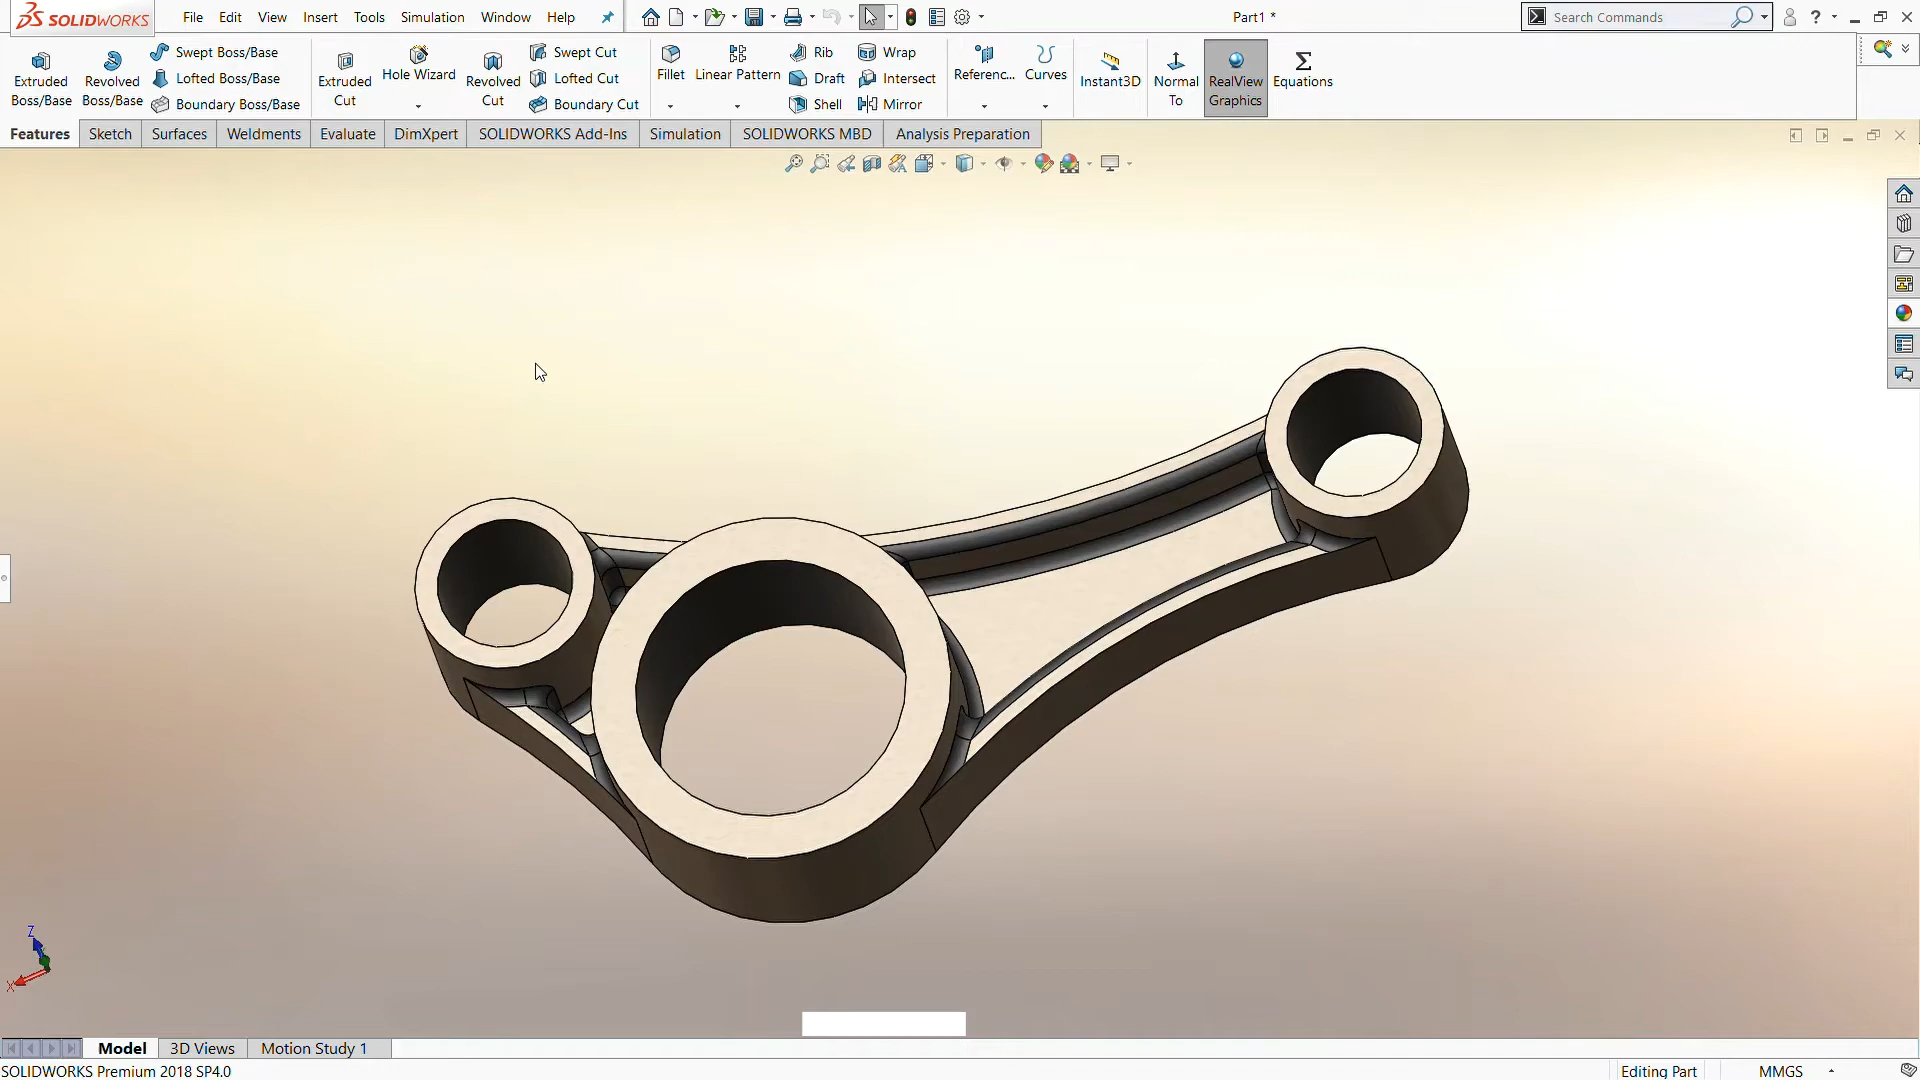 SOLIDWORKS File Edit View Insert Tools Simulation Window Help Part1 * Search Commands ?
Extruded Boss/Base
Revolved Boss/Base
Swept Boss/Base
Lofted Boss/Base
Boundary Boss/Base
Extruded Cut
Hole Wizard
Revolved Cut
Swept Cut
Lofted Cut
Boundary Cut
Fillet
Linear Pattern
Rib
Draft
Shell
Wrap
Intersect
Mirror
Referenc...
Curves
Instant3D
Normal To
RealView Graphics
Equations
Features Sketch Surfaces Weldments Evaluate DimXpert SOLIDWORKS Add-Ins Simulation SOLIDWORKS MBD Analysis Preparation
Z
X
Model 3D Views Motion Study 1
SOLIDWORKS Premium 2018 SP4.0 Editing Part MMGS